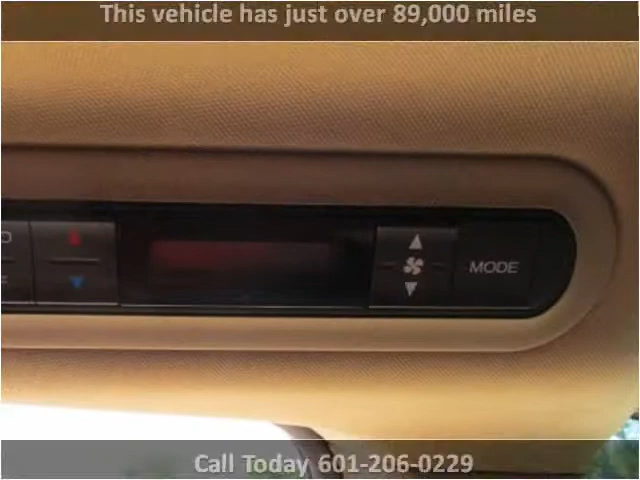 This vehicle has just over 89,000 miles
MODE
Call Today 601-206-0229